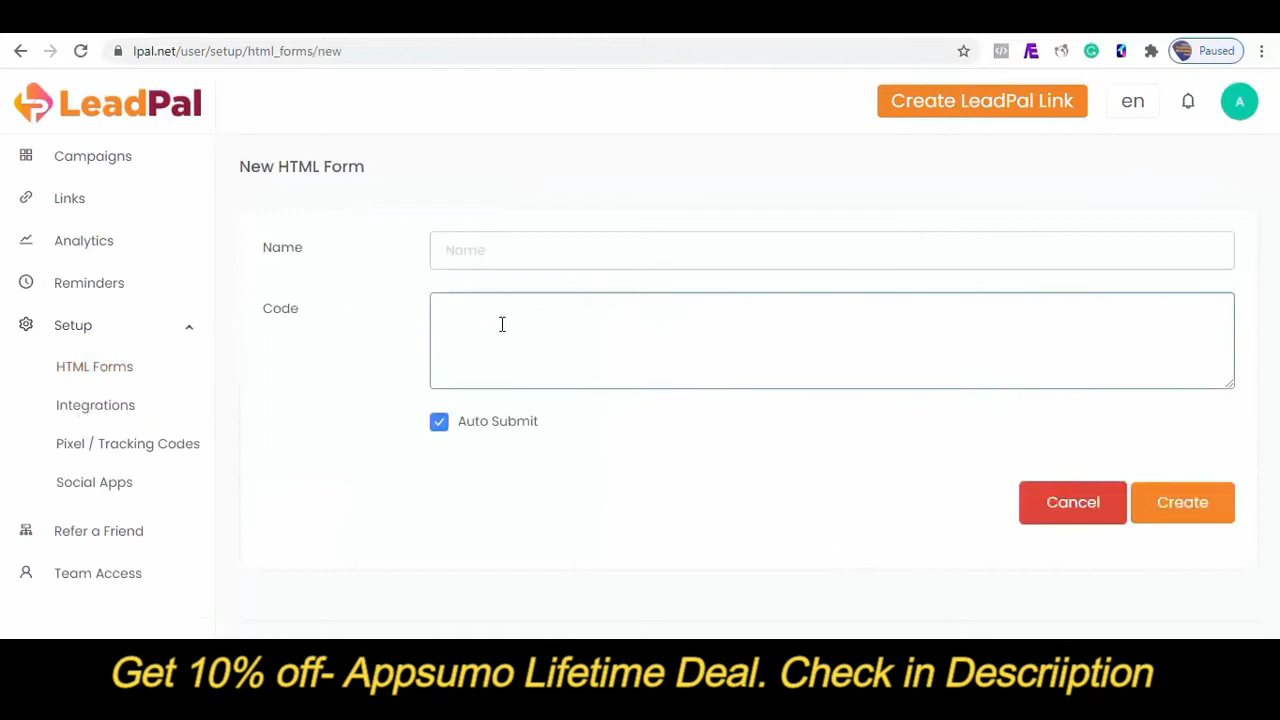 lpal.net/user/setup/html_forms/new
Paused
LeadPal
Create LeadPal Link
en
A
Campaigns
Links
Analytics
Reminders
Setup
HTML Forms
Integrations
Pixel / Tracking Codes
Social Apps
Refer a Friend
Team Access
New HTML Form
Name
Name
Code
Auto Submit
Cancel
Create
Get 10% off- Appsumo Lifetime Deal. Check in Descriiption